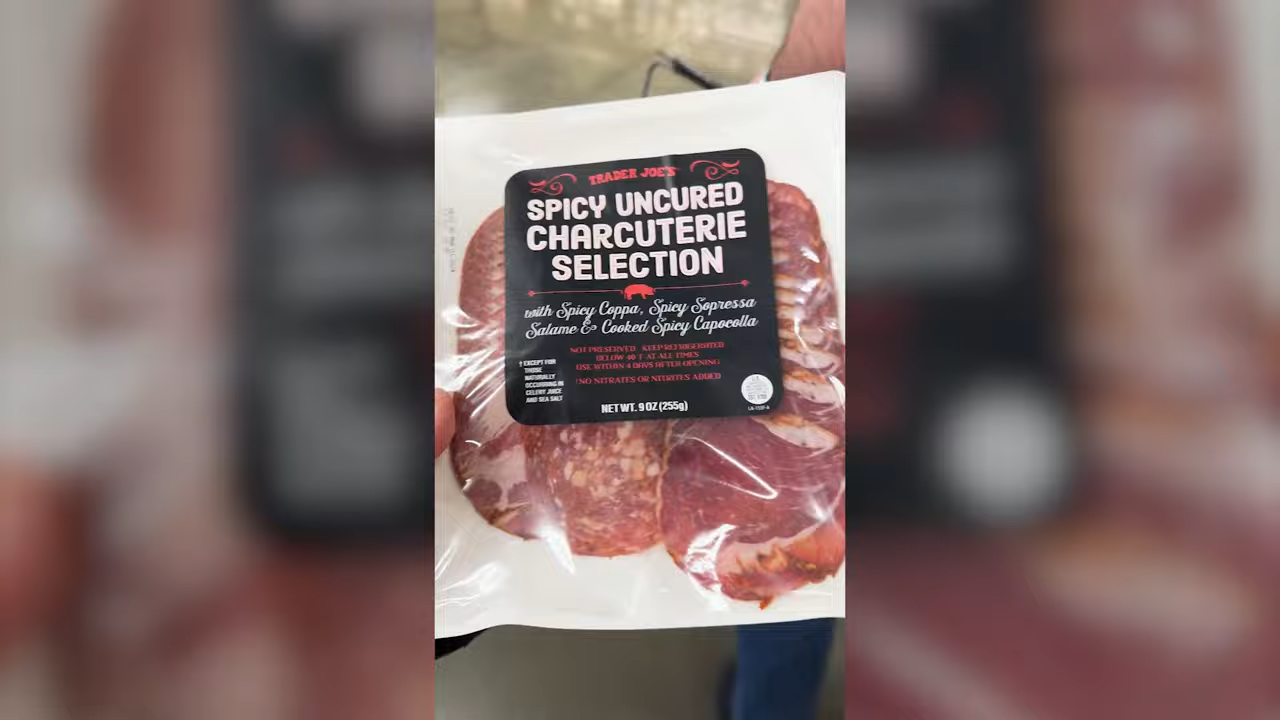 TRADER JOE'S
SPICY UNCURED
CHARCUTERIE
SELECTION
with Spicy Coppa, Spicy Sopressa
Salame & Cooked Spicy Capocolla
NOT PRESERVED KEEP REFRIGERATED
BELOW 40°F AT ALL TIMES
USE WITHIN 4 DAYS AFTER OPENING
†NO NITRATES OR NITRITES ADDED
† EXCEPT FOR
THOSE
NATURALLY
OCCURRING IN
CELERY JUICE
AND SEA SALT
NET WT. 9 OZ (255g)